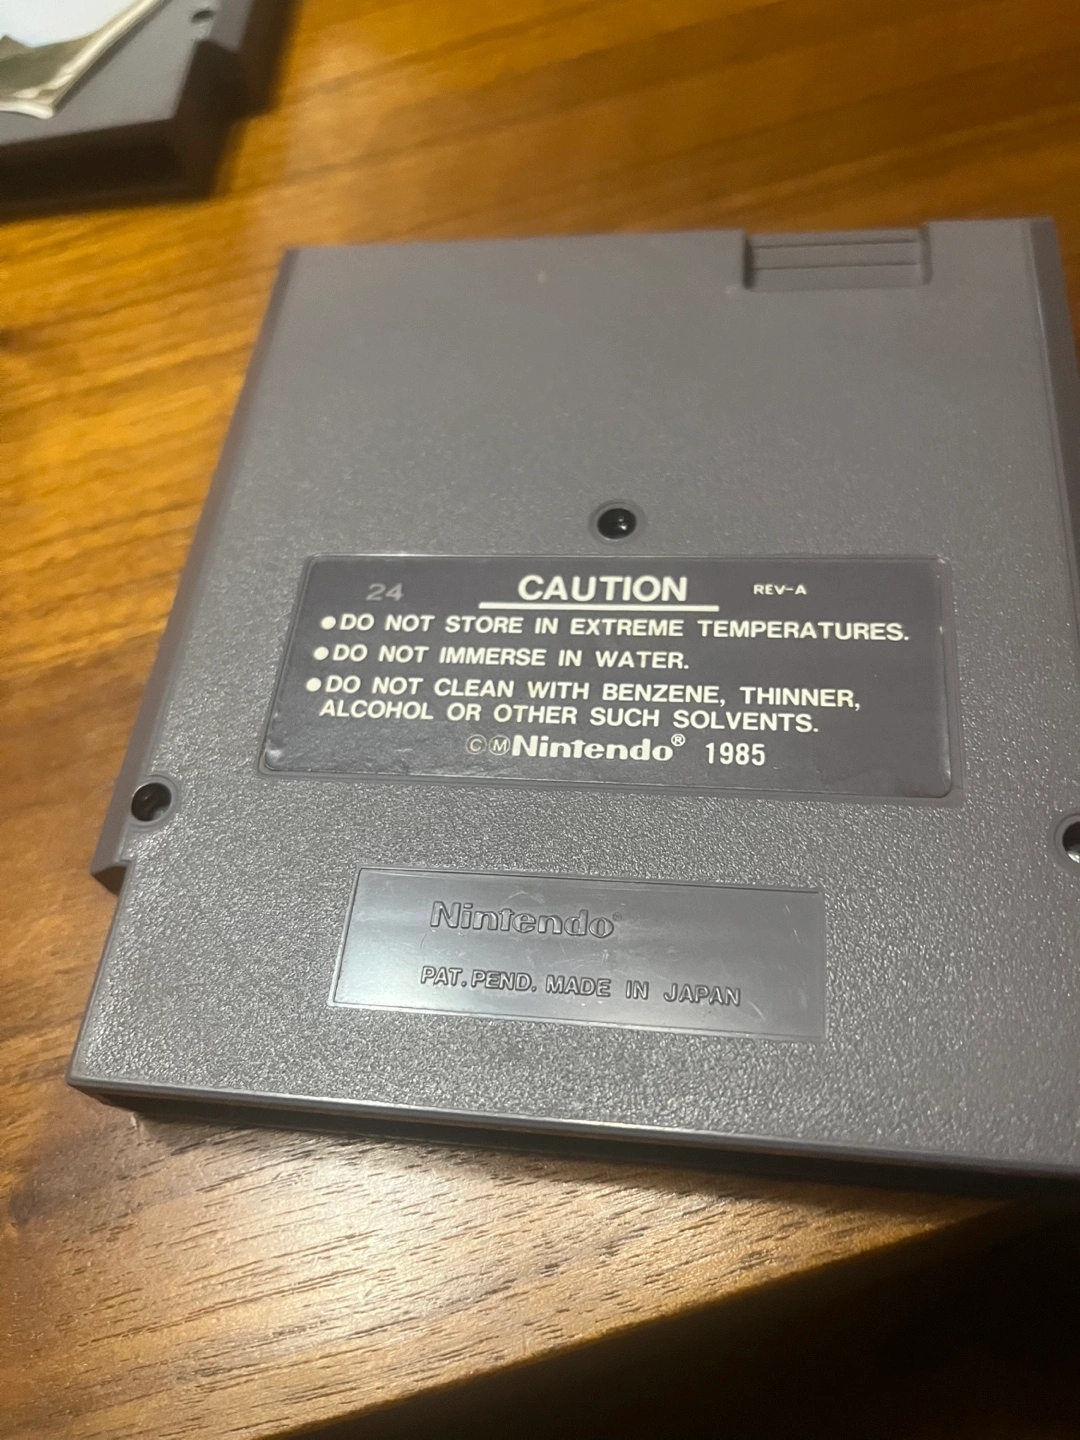 24 CAUTION REV-A
●DO NOT STORE IN EXTREME TEMPERATURES.
●DO NOT IMMERSE IN WATER.
●DO NOT CLEAN WITH BENZENE, THINNER,
ALCOHOL OR OTHER SUCH SOLVENTS.
ⒸⓂNintendo® 1985
Nintendo®
PAT. PEND. MADE IN JAPAN